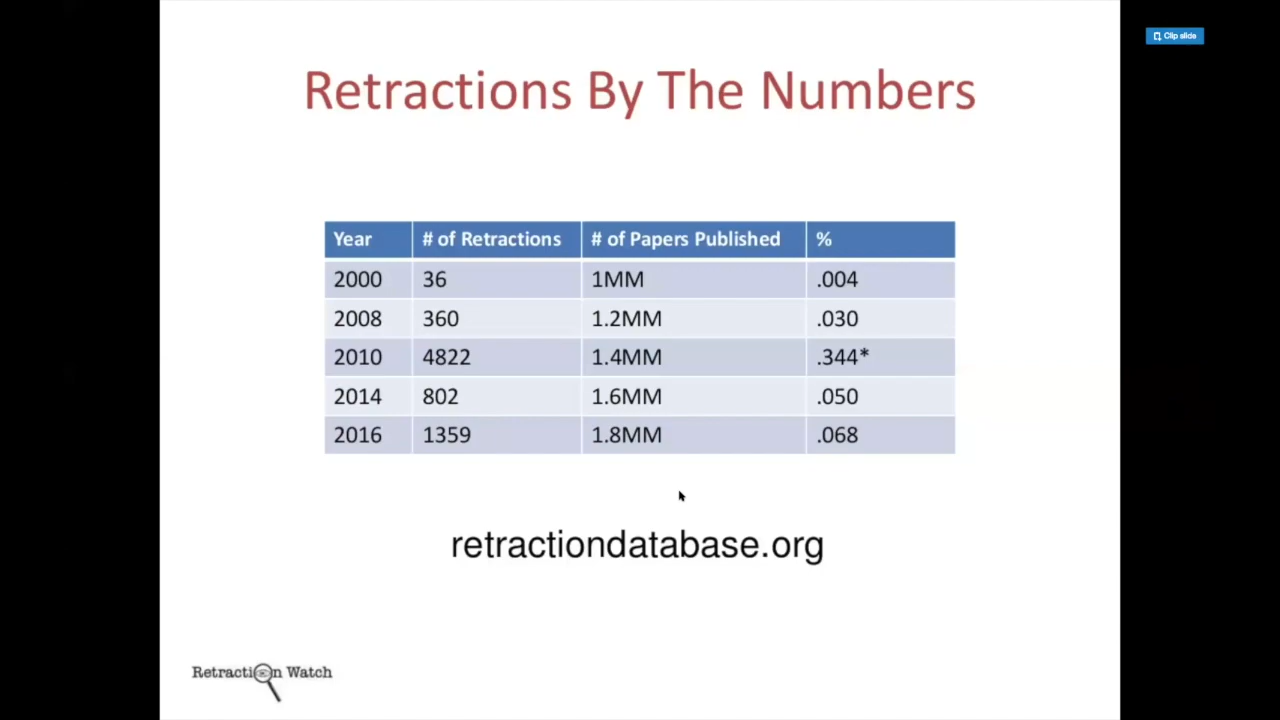 Clip slide
Retractions By The Numbers
Year # of Retractions # of Papers Published %
2000 36 1MM .004
2008 360 1.2MM .030
2010 4822 1.4MM .344*
2014 802 1.6MM .050
2016 1359 1.8MM .068
retractiondatabase.org
Retraction Watch